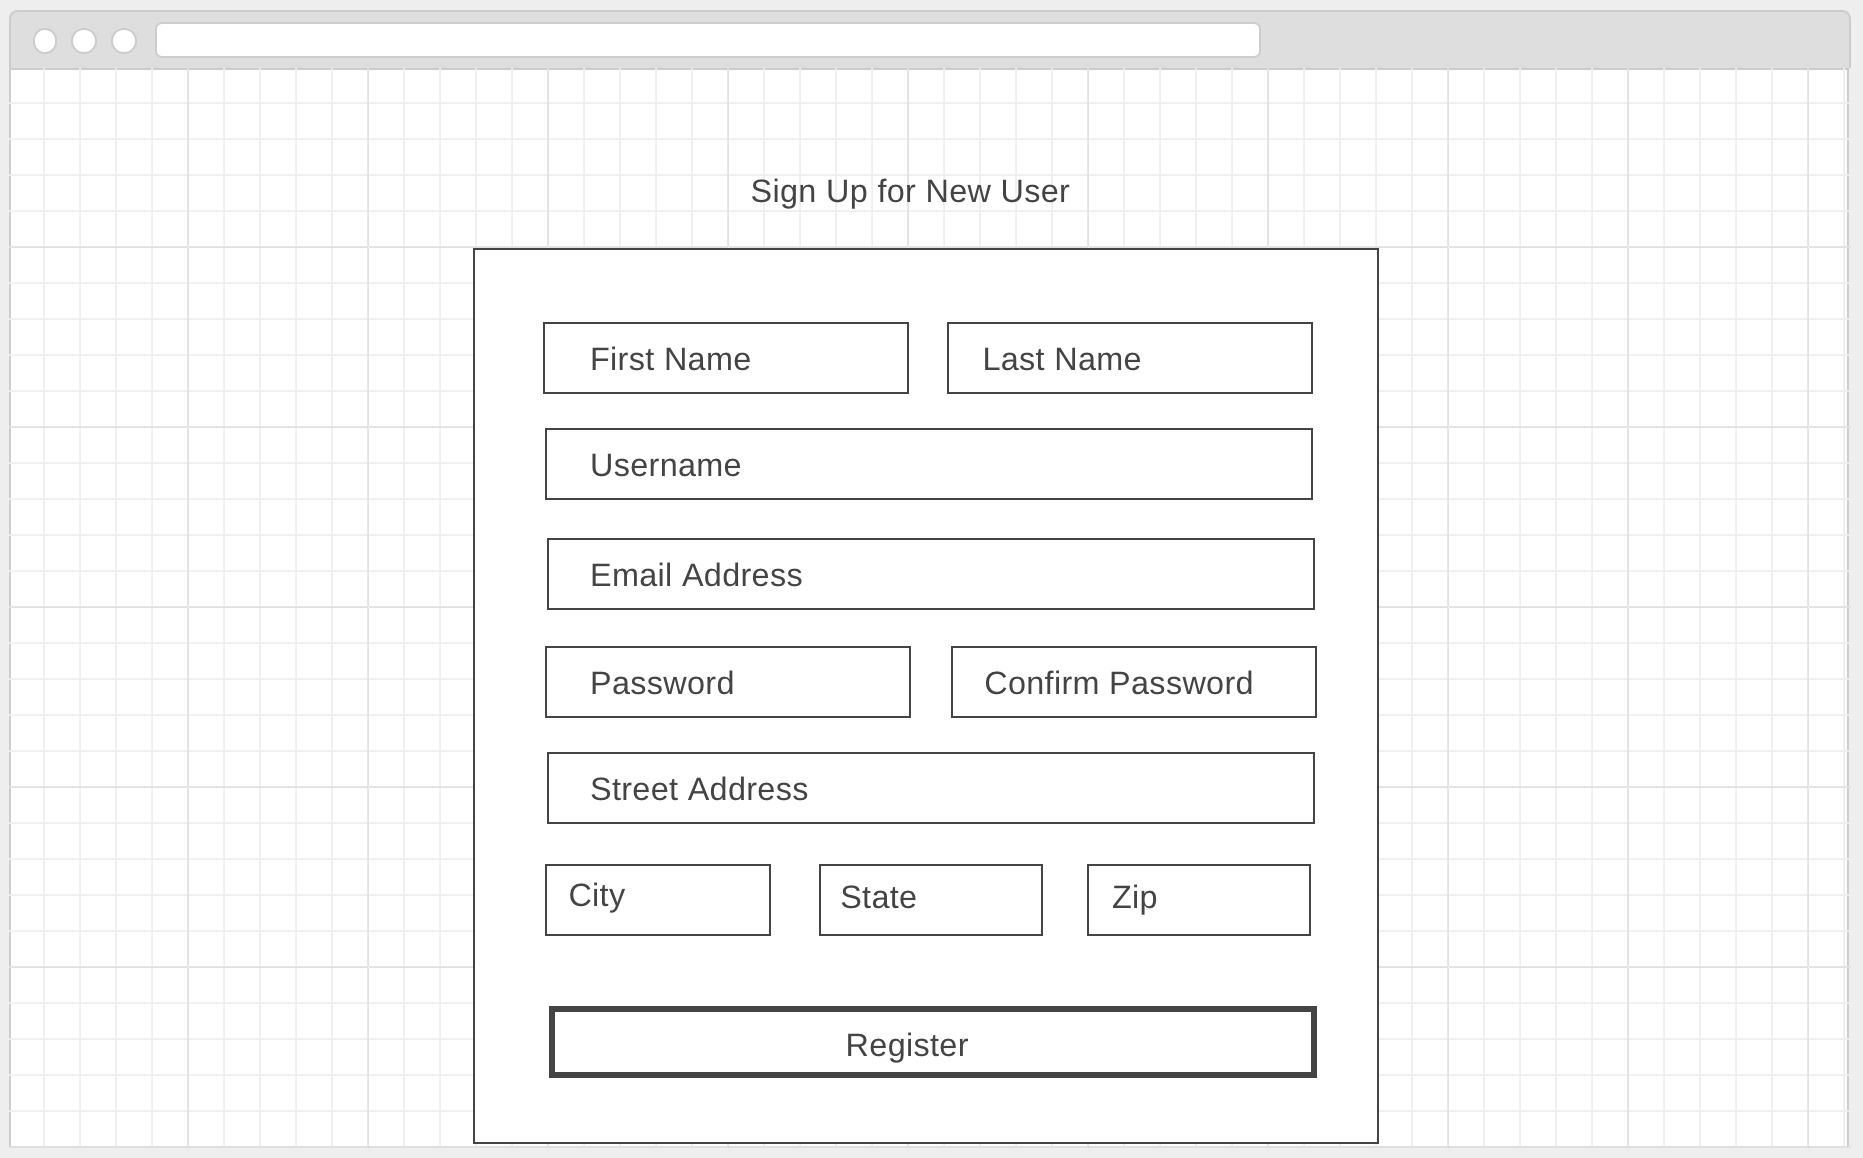 Sign Up for New User
First Name
Last Name
Username
Email Address
Password
Confirm Password
Street Address
City
State
Zip
Register